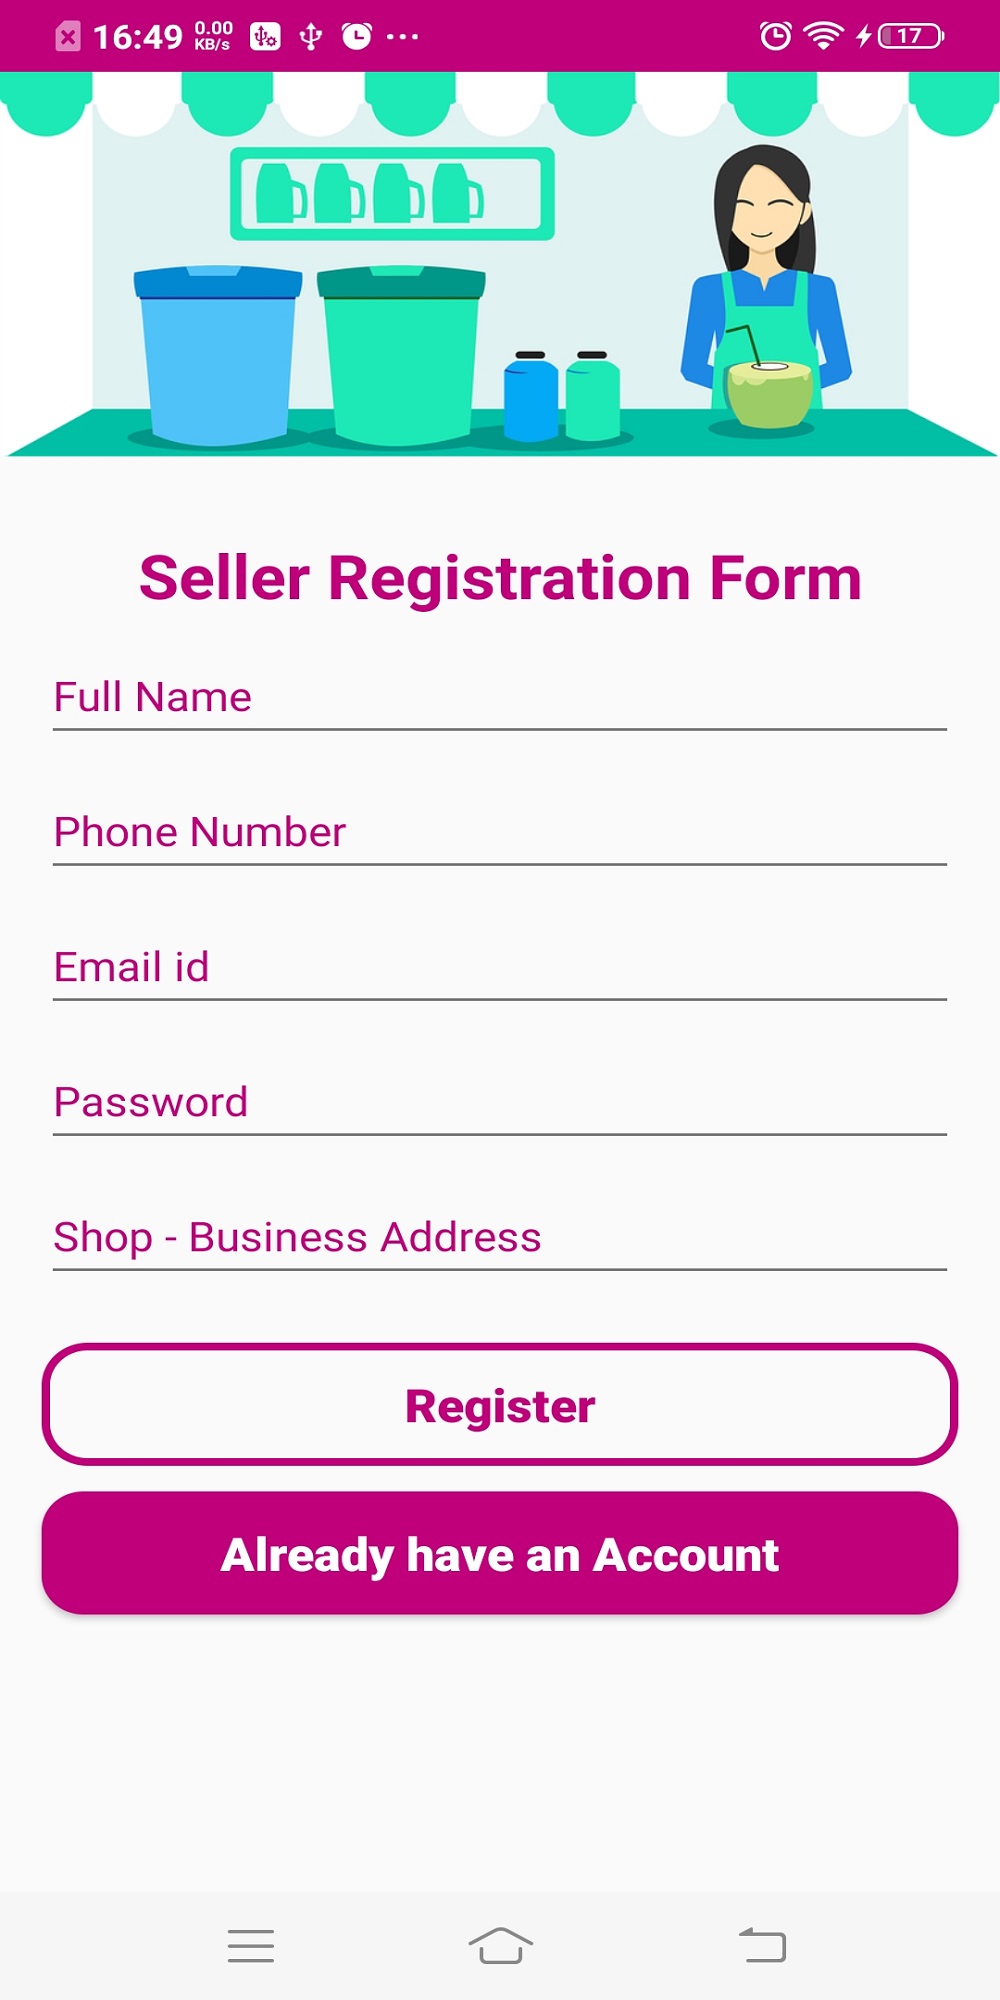 16:49 0.00 KB/s 17
Seller Registration Form
Full Name
Phone Number
Email id
Password
Shop - Business Address
Register
Already have an Account